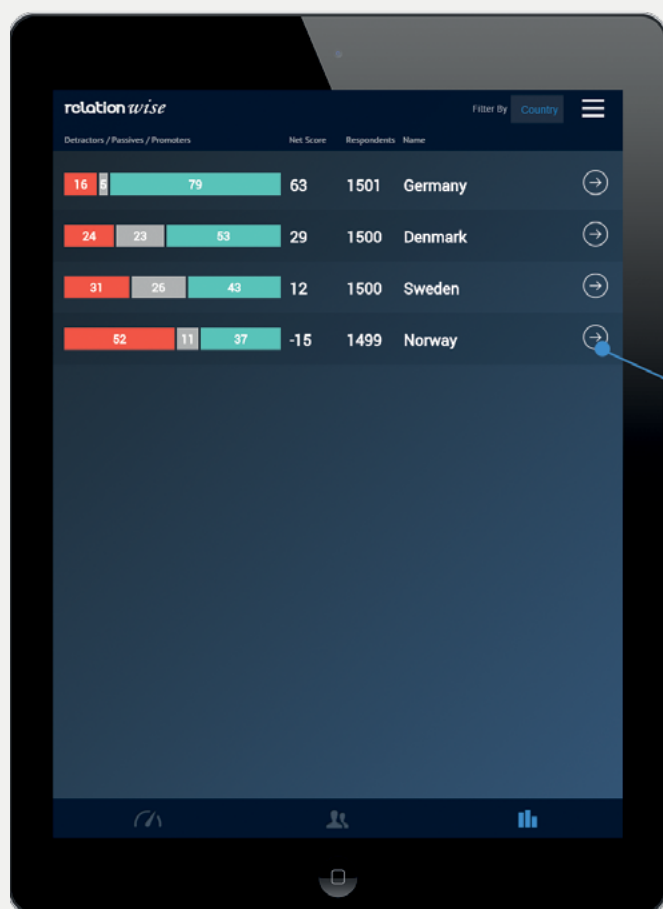 relation wise
Filter By Country
Detractors / Passives / Promoters Net Score Respondents Name
16 5 79 63 1501 Germany
24 23 53 29 1500 Denmark
31 26 43 12 1500 Sweden
52 11 37 -15 1499 Norway